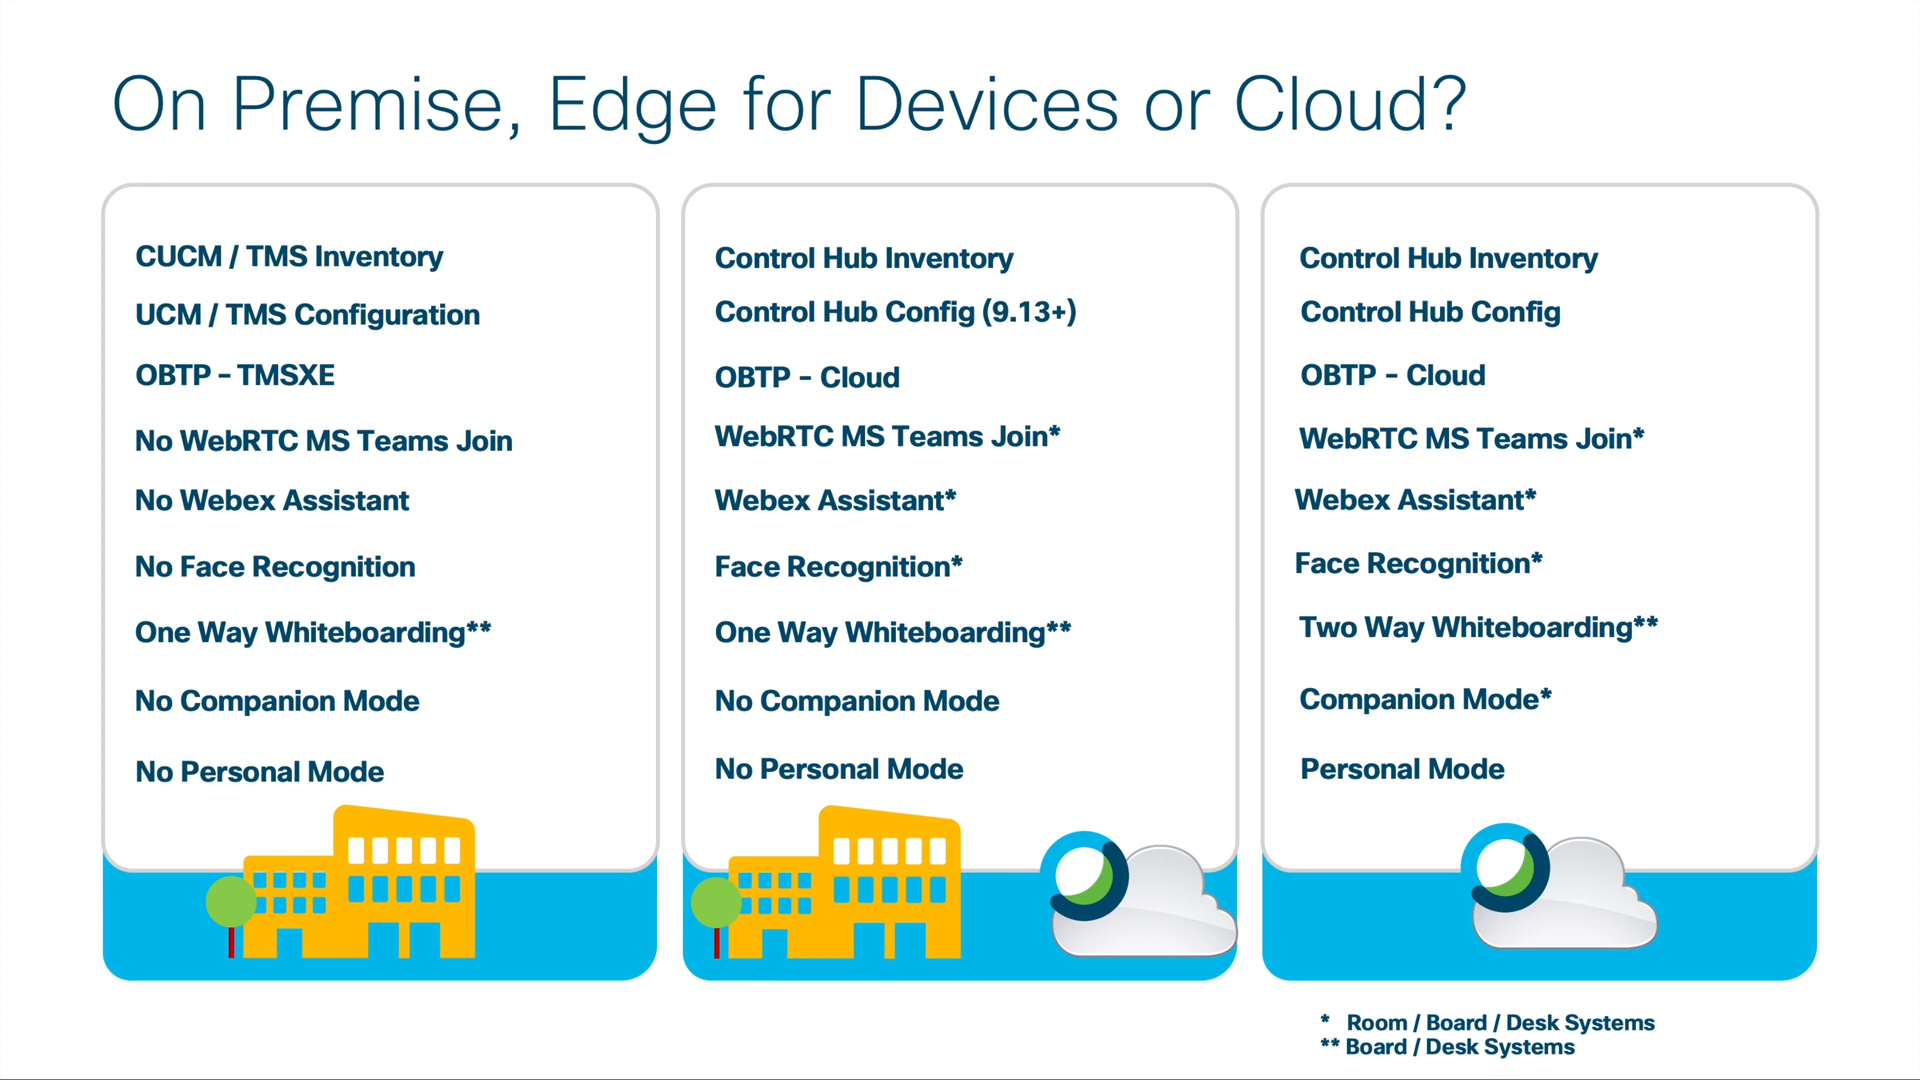 On Premise, Edge for Devices or Cloud?
CUCM / TMS Inventory
UCM / TMS Configuration
OBTP – TMSXE
No WebRTC MS Teams Join
No Webex Assistant
No Face Recognition
One Way Whiteboarding**
No Companion Mode
No Personal Mode
Control Hub Inventory
Control Hub Config (9.13+)
OBTP – Cloud
WebRTC MS Teams Join*
Webex Assistant*
Face Recognition*
One Way Whiteboarding**
No Companion Mode
No Personal Mode
Control Hub Inventory
Control Hub Config
OBTP – Cloud
WebRTC MS Teams Join*
Webex Assistant*
Face Recognition*
Two Way Whiteboarding**
Companion Mode*
Personal Mode
* Room / Board / Desk Systems
** Board / Desk Systems